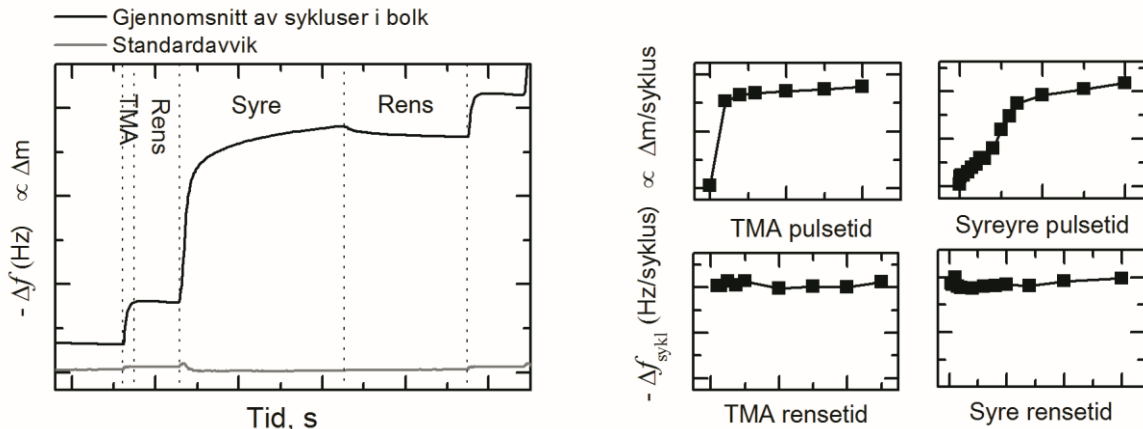 Gjennomsnitt av sykluser i bolk
Standardavvik
TMA
Rens
Syre
Rens
- Δf (Hz) ∝ Δm
Tid, s
- Δf_sykl (Hz/syklus) ∝ Δm/syklus
TMA pulsetid
Syreyre pulsetid
TMA rensetid
Syre rensetid